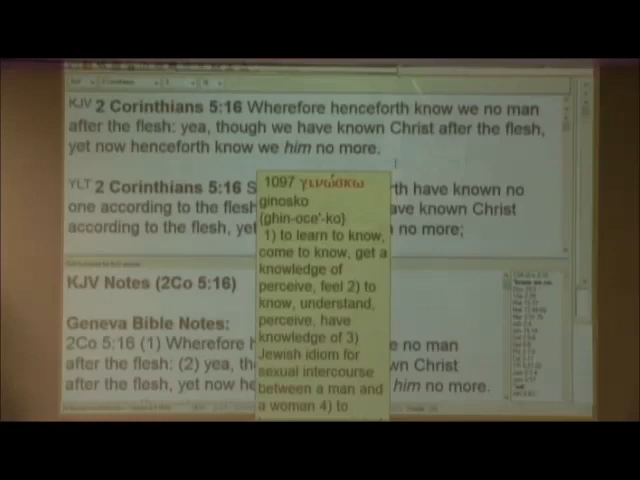 KJV 2 Corinthians 5:16 Wherefore henceforth know we no man
after the flesh: yea, though we have known Christ after the flesh,
yet now henceforth know we him no more.
YLT 2 Corinthians 5:16 S th have known no
one according to the flesh ave known Christ
according to the flesh, yet no more;
1097 γινώσκω
ginosko
{ghin-oce'-ko}
1) to learn to know,
come to know, get a
knowledge of
perceive, feel 2) to
know, understand,
perceive, have
knowledge of 3)
Jewish idiom for
sexual intercourse
between a man and
a woman 4) to
KJV Notes (2Co 5:16)
Geneva Bible Notes:
2Co 5:16 (1) Wherefore h e no man
after the flesh: (2) yea, th wn Christ
after the flesh, yet now he him no more.